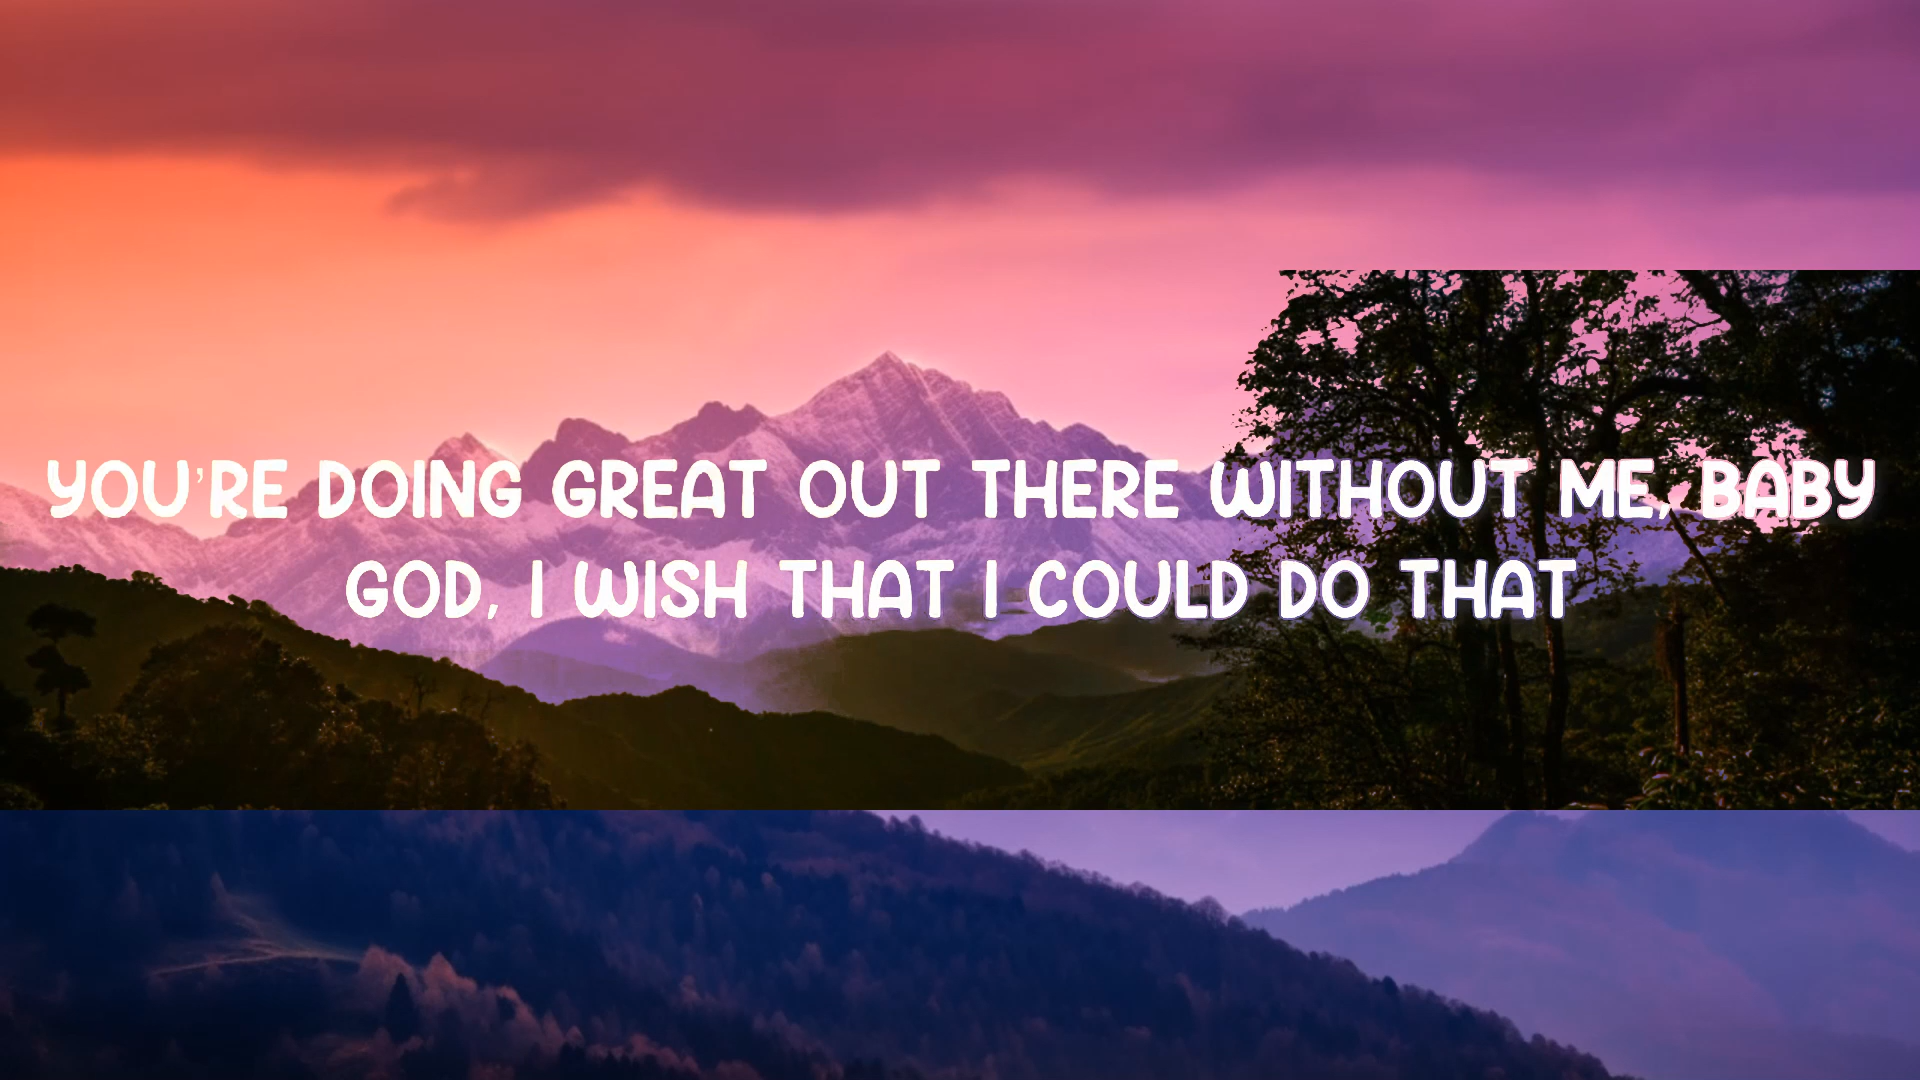 YOU'RE DOING GREAT OUT THERE WITHOUT ME, BABY
GOD, I WISH THAT I COULD DO THAT